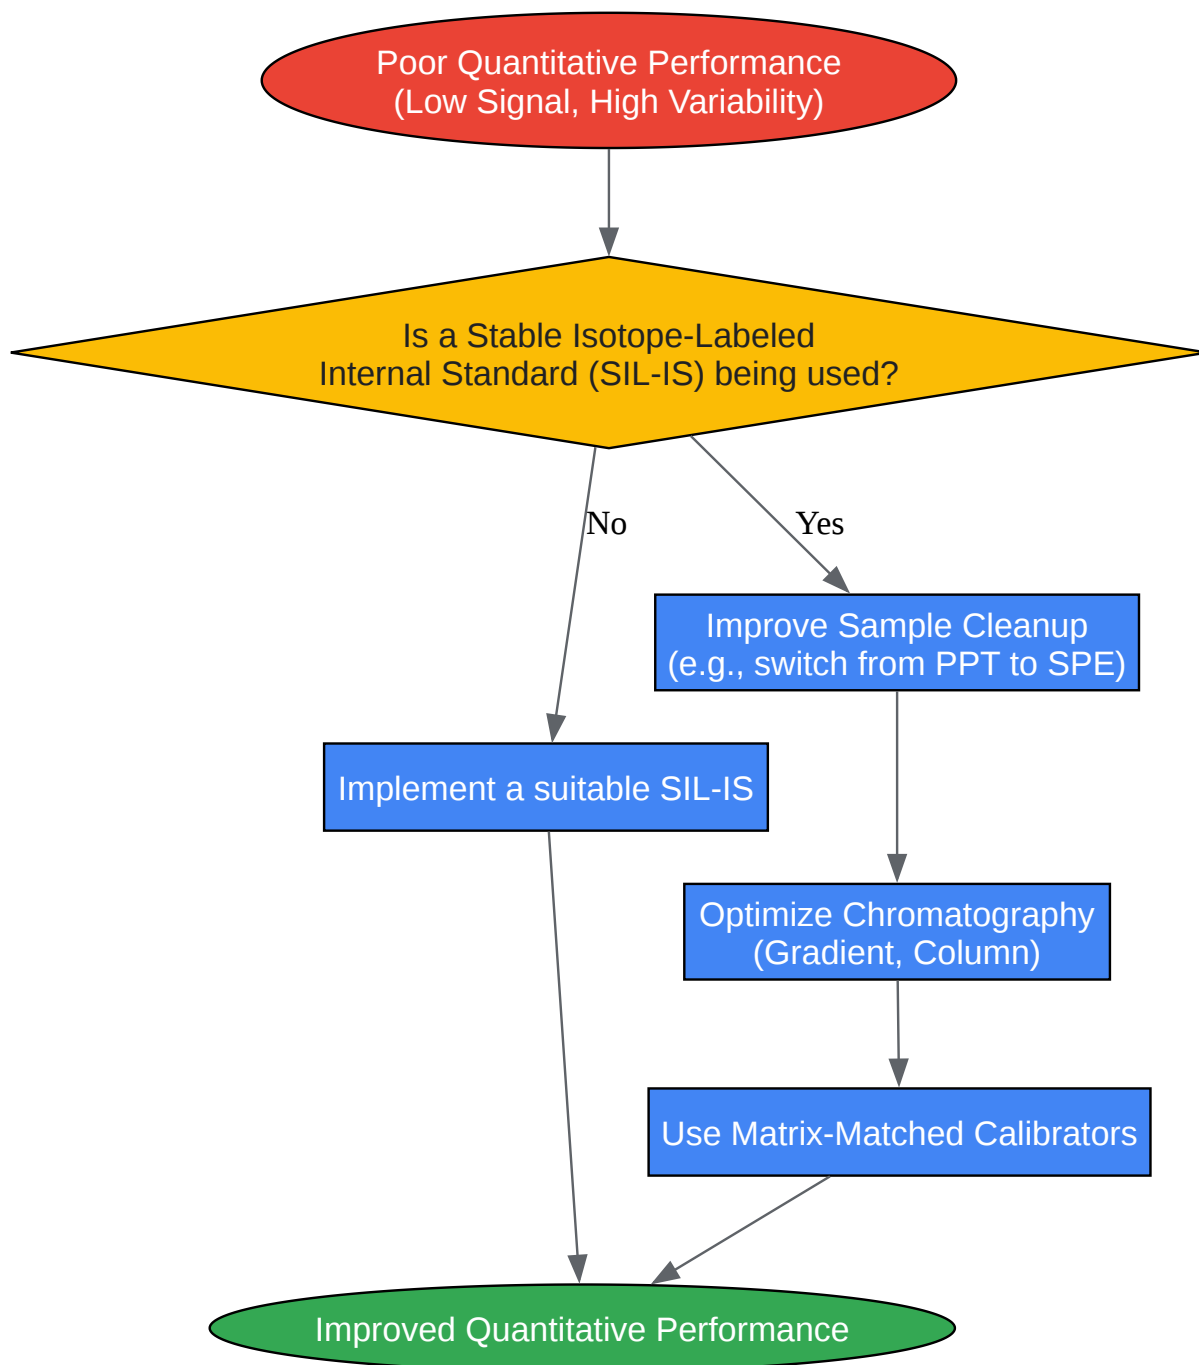 Poor Quantitative Performance
(Low Signal, High Variability)
Is a Stable Isotope-Labeled
Internal Standard (SIL-IS) being used?
No
Yes
Improve Sample Cleanup
(e.g., switch from PPT to SPE)
Implement a suitable SIL-IS
Optimize Chromatography
(Gradient, Column)
Use Matrix-Matched Calibrators
Improved Quantitative Performance